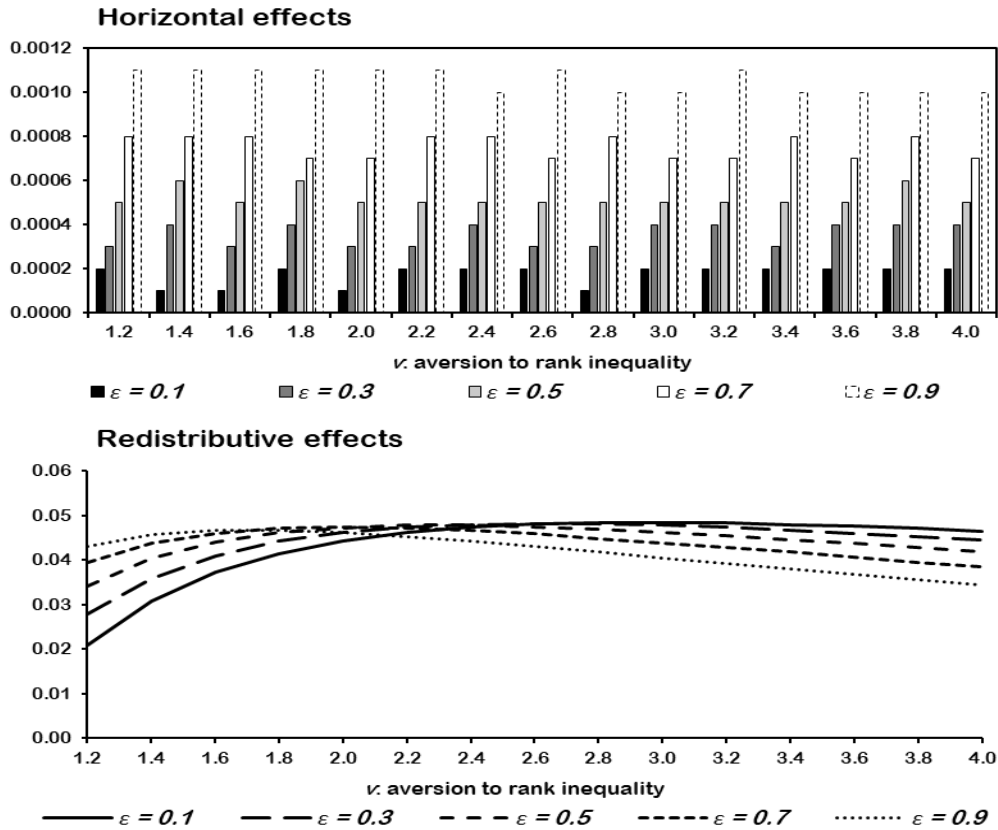 Horizontal effects
0.0012
0.0010
0.0008
0.0006
0.0004
0.0002
0.0000
1.2 1.4 1.6 1.8 2.0 2.2 2.4 2.6 2.8 3.0 3.2 3.4 3.6 3.8 4.0
v: aversion to rank inequality
ε = 0.1 ε = 0.3 ε = 0.5 ε = 0.7 ε = 0.9
Redistributive effects
0.06
0.05
0.04
0.03
0.02
0.01
0.00
1.2 1.4 1.6 1.8 2.0 2.2 2.4 2.6 2.8 3.0 3.2 3.4 3.6 3.8 4.0
v: aversion to rank inequality
ε = 0.1 ε = 0.3 ε = 0.5 ε = 0.7 ε = 0.9